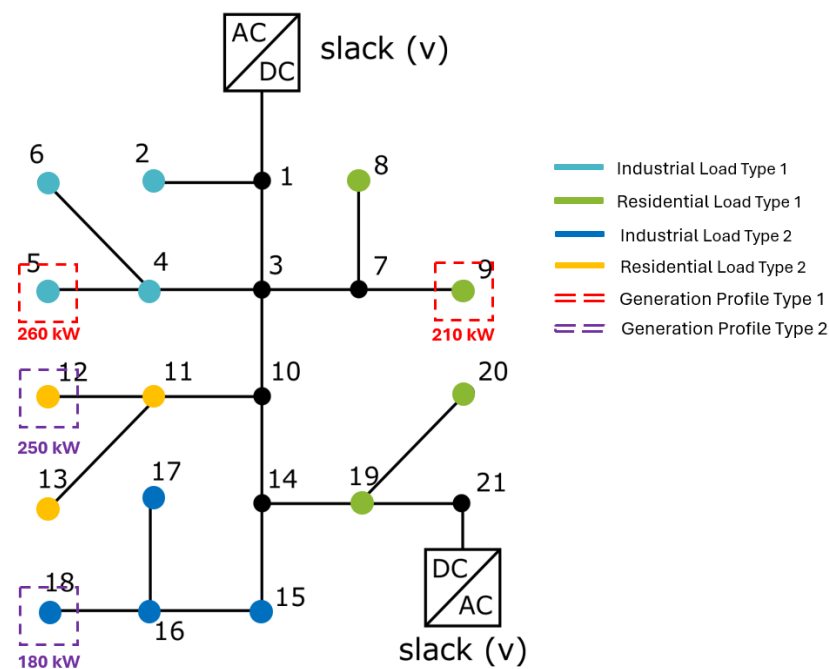 AC
DC
slack (v)
6
2
1
8
5
4
3
7
9
260 kW
210 kW
12
11
10
20
250 kW
13
17
14
19
21
18
16
15
180 kW
DC
AC
slack (v)
Industrial Load Type 1
Residential Load Type 1
Industrial Load Type 2
Residential Load Type 2
Generation Profile Type 1
Generation Profile Type 2